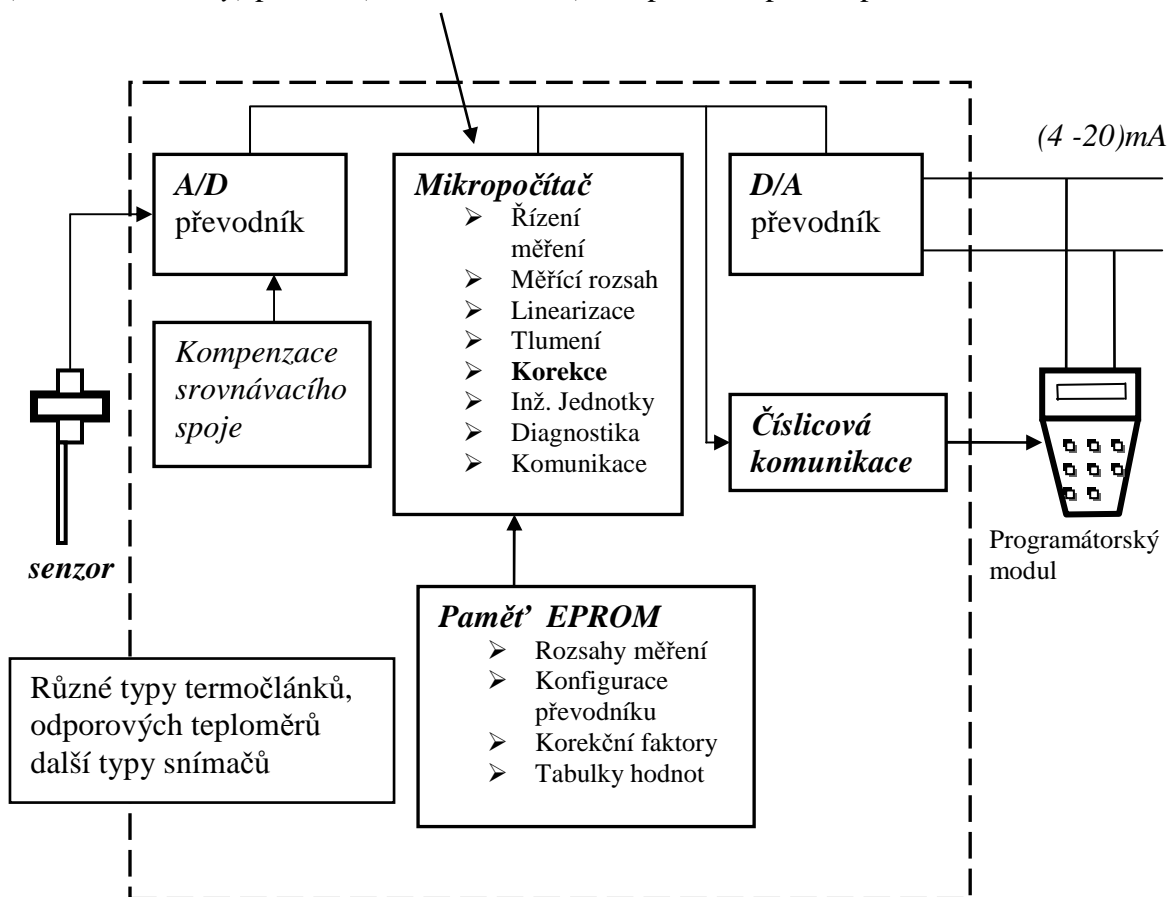 (4 -20)mA
A/D
převodník
Mikropočítač
➢ Řízení
měření
➢ Měřící rozsah
➢ Linearizace
➢ Tlumení
➢ Korekce
➢ Inž. Jednotky
➢ Diagnostika
➢ Komunikace
D/A
převodník
Kompenzace
srovnávacího
spoje
Číslicová
komunikace
senzor
Programátorský
modul
Paměť EPROM
➢ Rozsahy měření
➢ Konfigurace
převodníku
➢ Korekční faktory
➢ Tabulky hodnot
Různé typy termočlánků,
odporových teploměrů
další typy snímačů